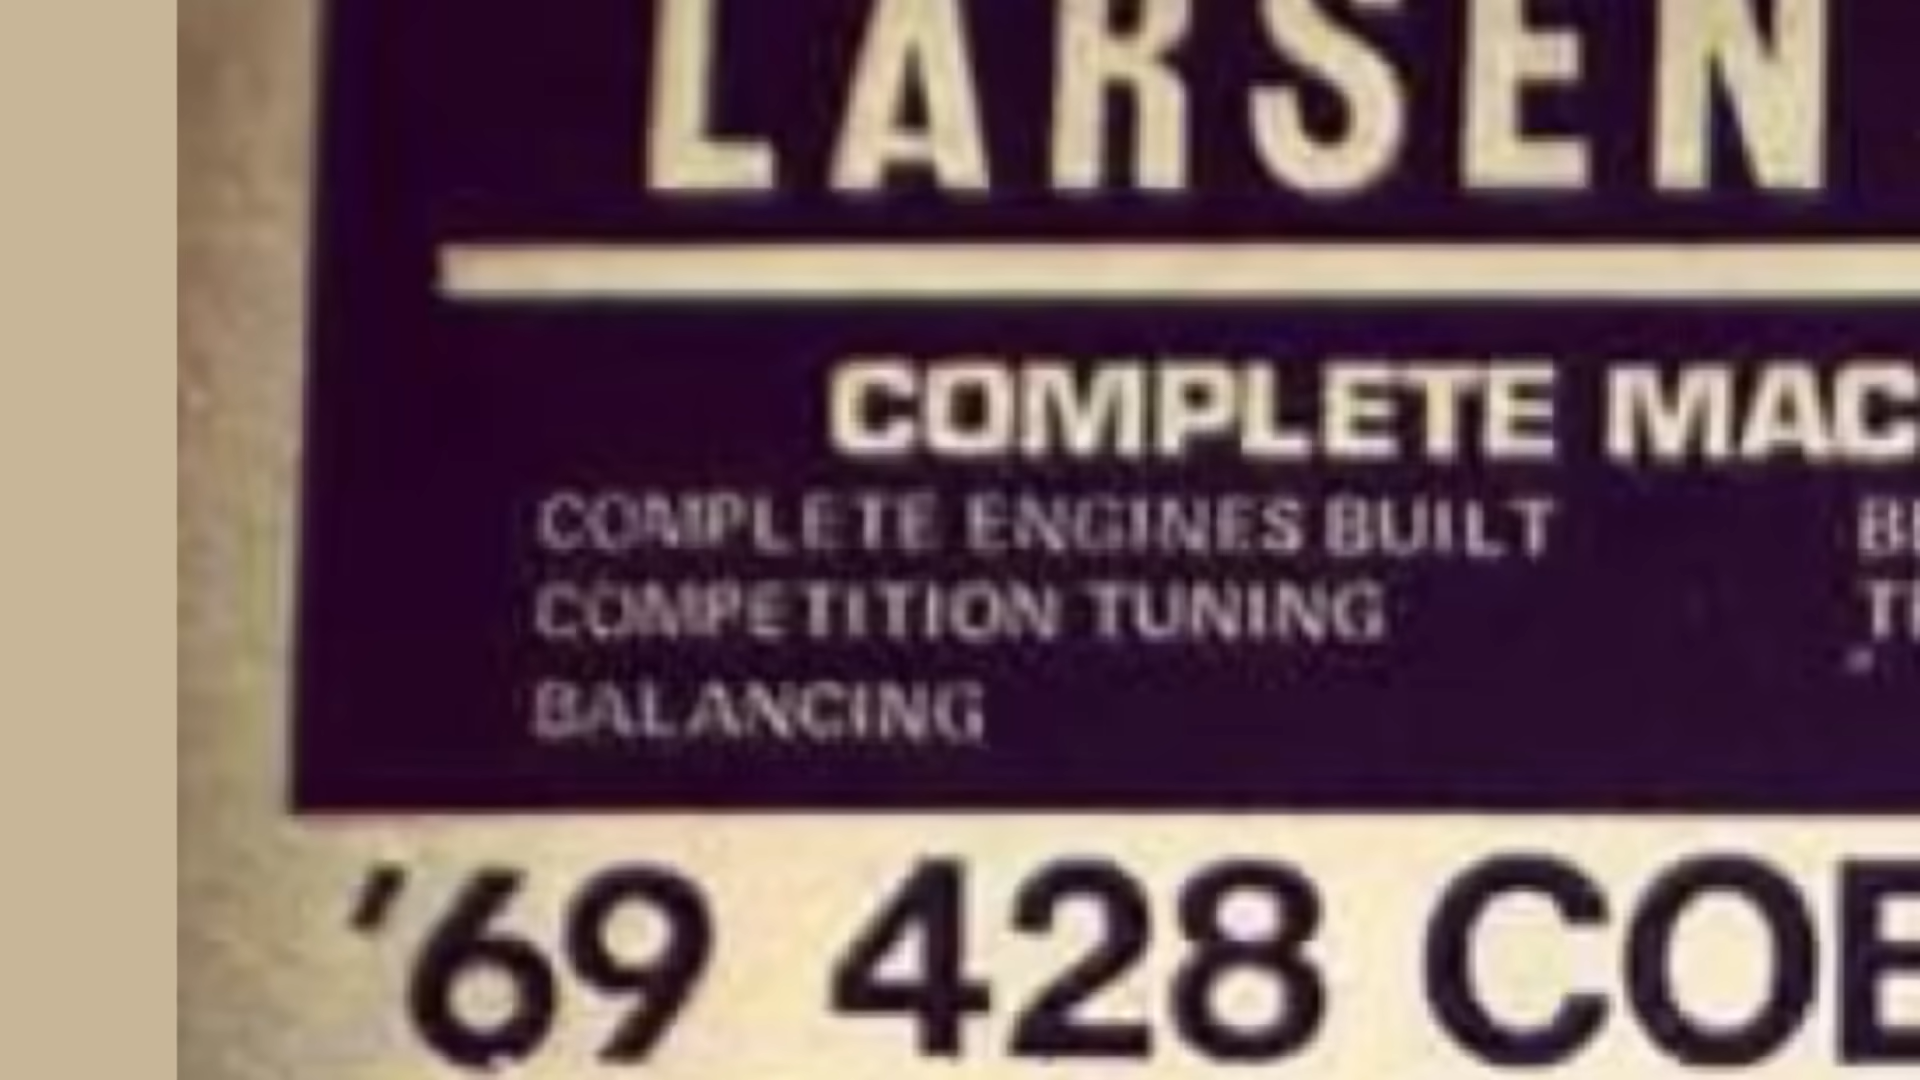 LARSEN
COMPLETE MAC
COMPLETE ENGINES BUILT
COMPETITION TUNING
BALANCING
'69 428 CO